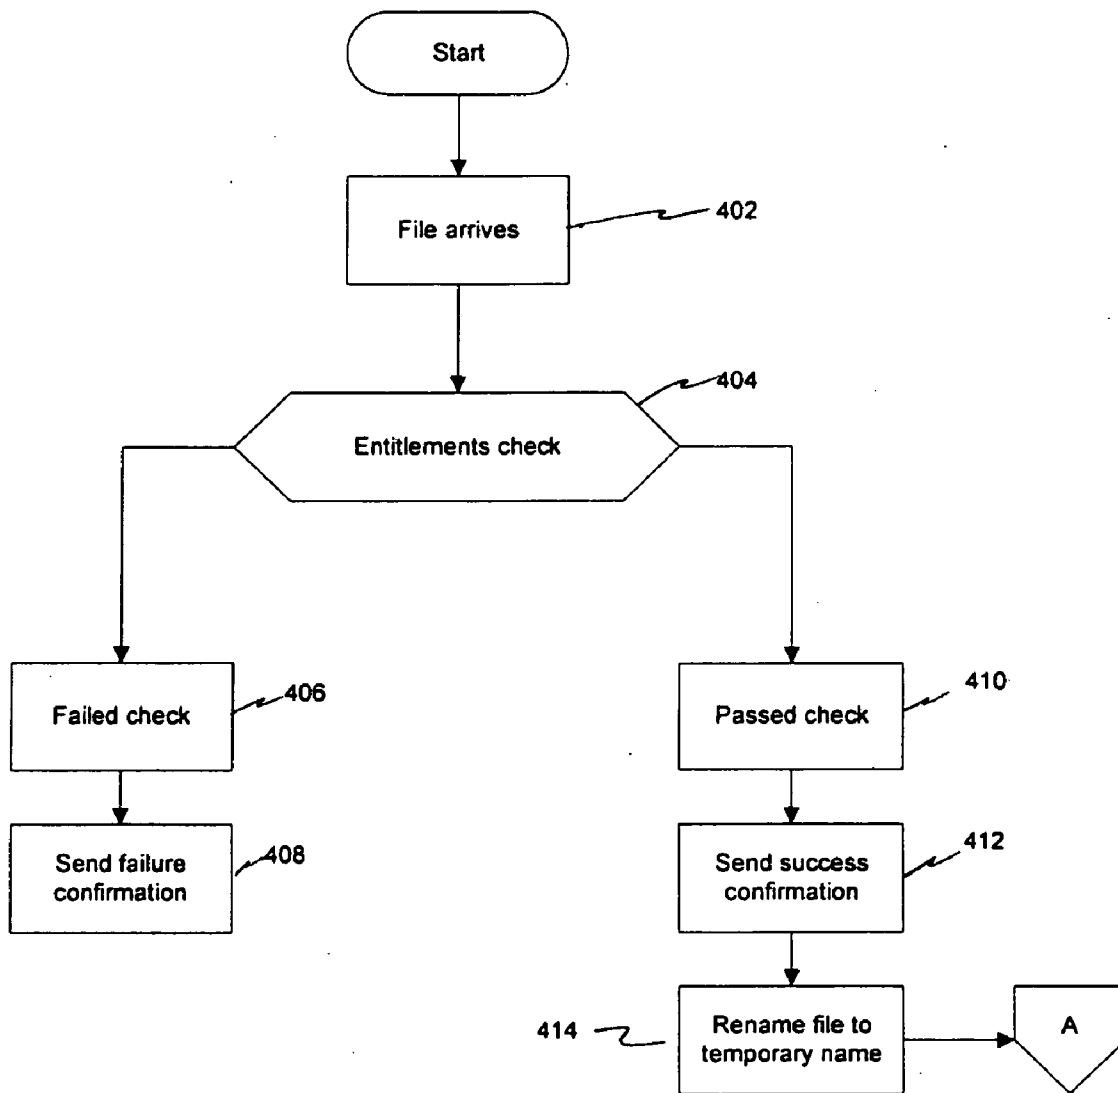 Start
File arrives
402
404
Entitlements check
Failed check
406
Passed check
410
Send failure
confirmation
408
Send success
confirmation
412
414
Rename file to
temporary name
A